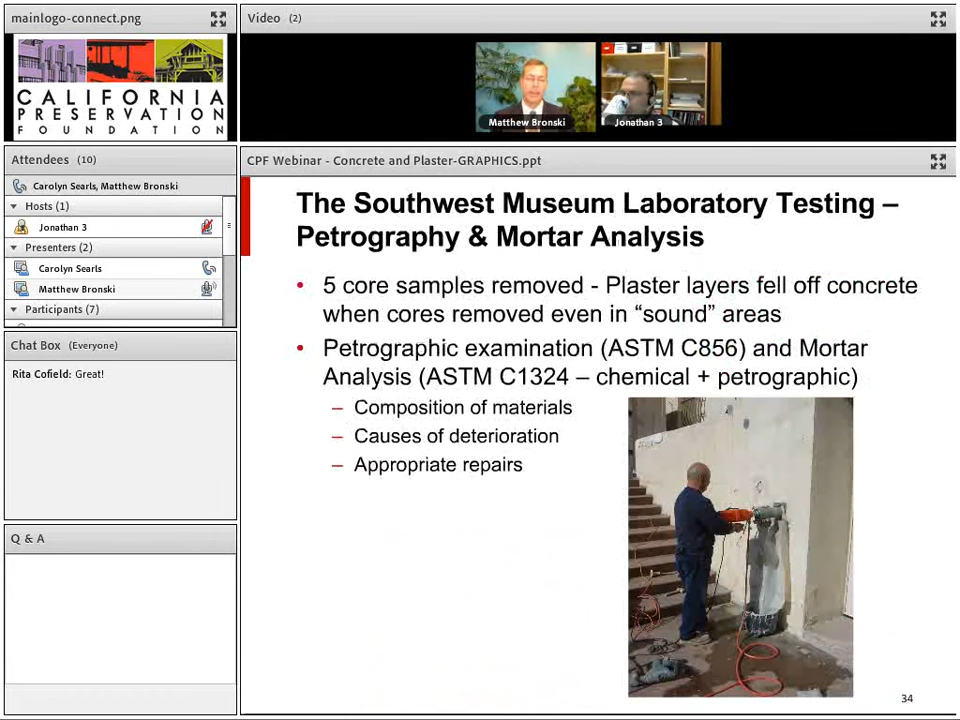 mainlogo-connect.png
CALIFORNIA
PRESERVATION
FOUNDATION
Video (2)
Matthew Bronski
Jonathan 3
Attendees (10)
Carolyn Searls, Matthew Bronski
Hosts (1)
Jonathan 3
Presenters (2)
Carolyn Searls
Matthew Bronski
Participants (7)
Chat Box (Everyone)
Rita Cofield: Great!
Q & A
CPF Webinar - Concrete and Plaster-GRAPHICS.ppt
The Southwest Museum Laboratory Testing –
Petrography & Mortar Analysis
• 5 core samples removed - Plaster layers fell off concrete
when cores removed even in “sound” areas
• Petrographic examination (ASTM C856) and Mortar
Analysis (ASTM C1324 – chemical + petrographic)
– Composition of materials
– Causes of deterioration
– Appropriate repairs
34